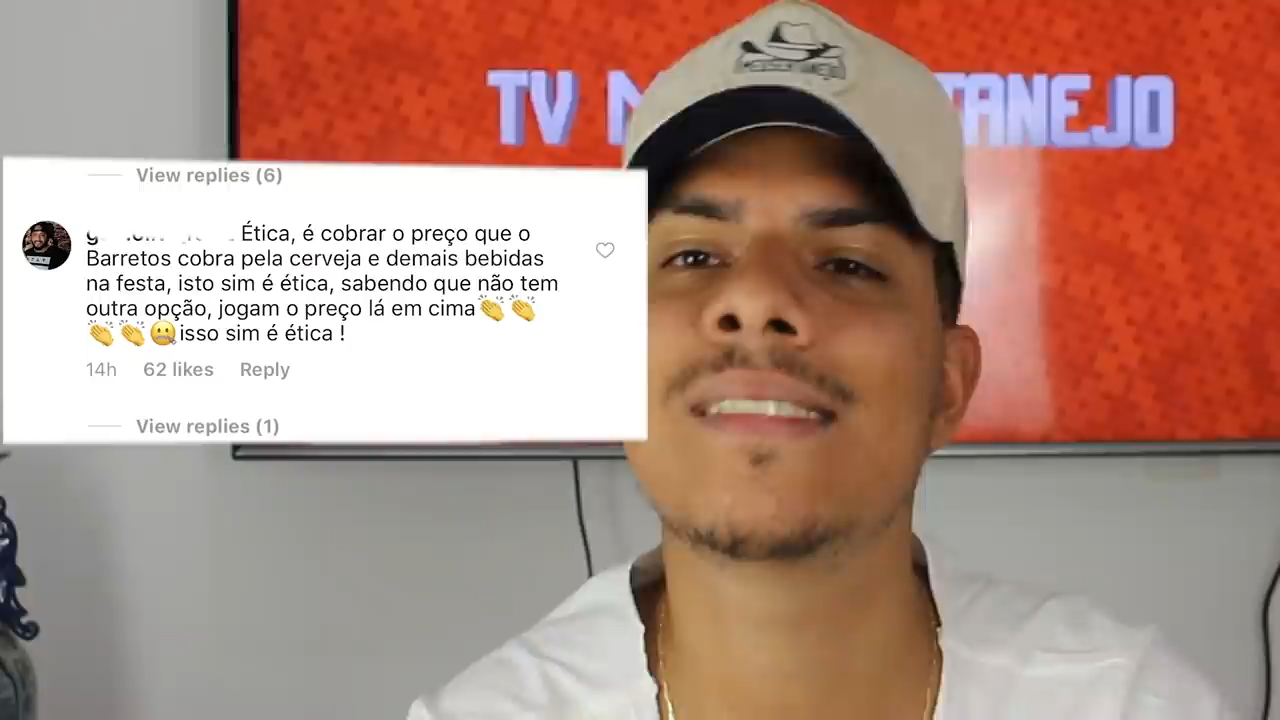 TV
TANEJO
View replies (6)
Ética, é cobrar o preço que o
Barretos cobra pela cerveja e demais bebidas
na festa, isto sim é ética, sabendo que não tem
outra opção, jogam o preço lá em cima👏👏
👏👏🤐isso sim é ética !
14h 62 likes Reply
View replies (1)